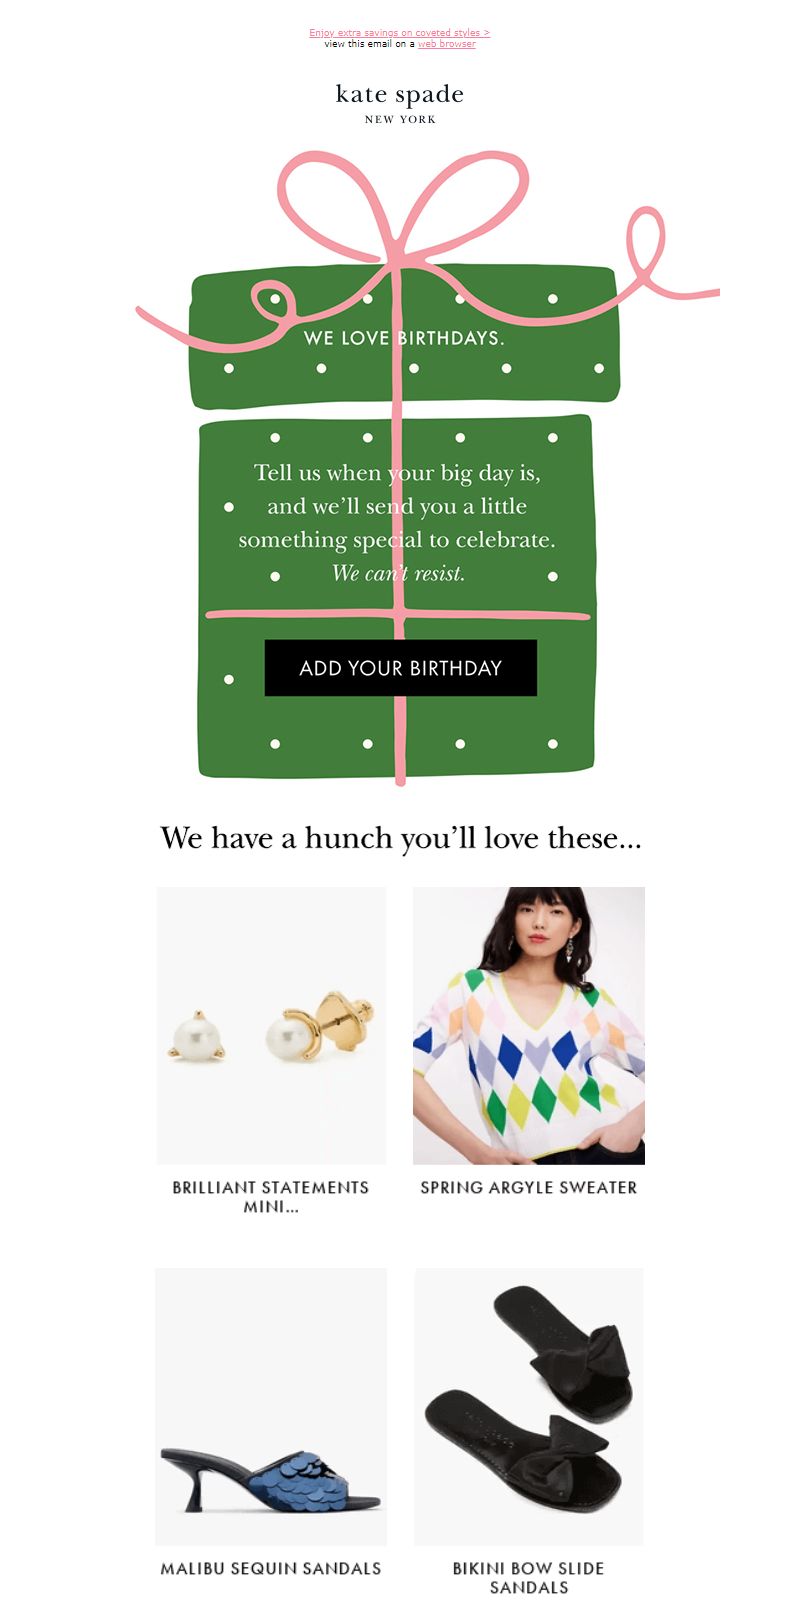 Enjoy extra savings on coveted styles >
view this email on a web browser
kate spade
NEW YORK
WE LOVE BIRTHDAYS.
Tell us when your big day is,
and we’ll send you a little
something special to celebrate.
We can’t resist.
ADD YOUR BIRTHDAY
We have a hunch you’ll love these...
BRILLIANT STATEMENTS
MINI...
SPRING ARGYLE SWEATER
MALIBU SEQUIN SANDALS
BIKINI BOW SLIDE
SANDALS